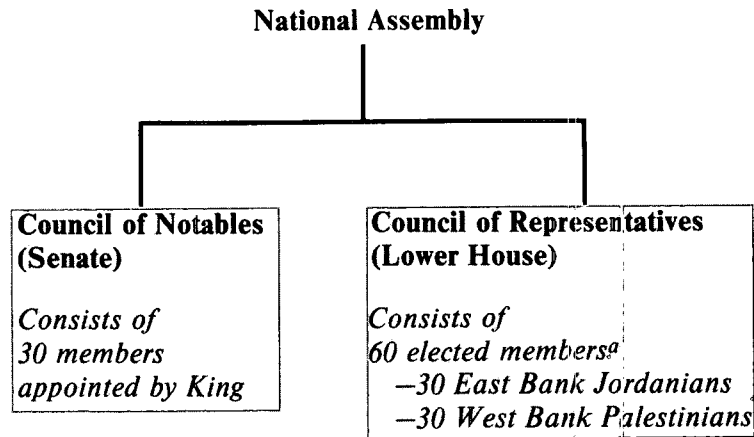 National Assembly
Council of Notables
(Senate)
Consists of
30 members
appointed by King
Council of Representatives
(Lower House)
Consists of
60 elected membersᵃ
—30 East Bank Jordanians
—30 West Bank Palestinians